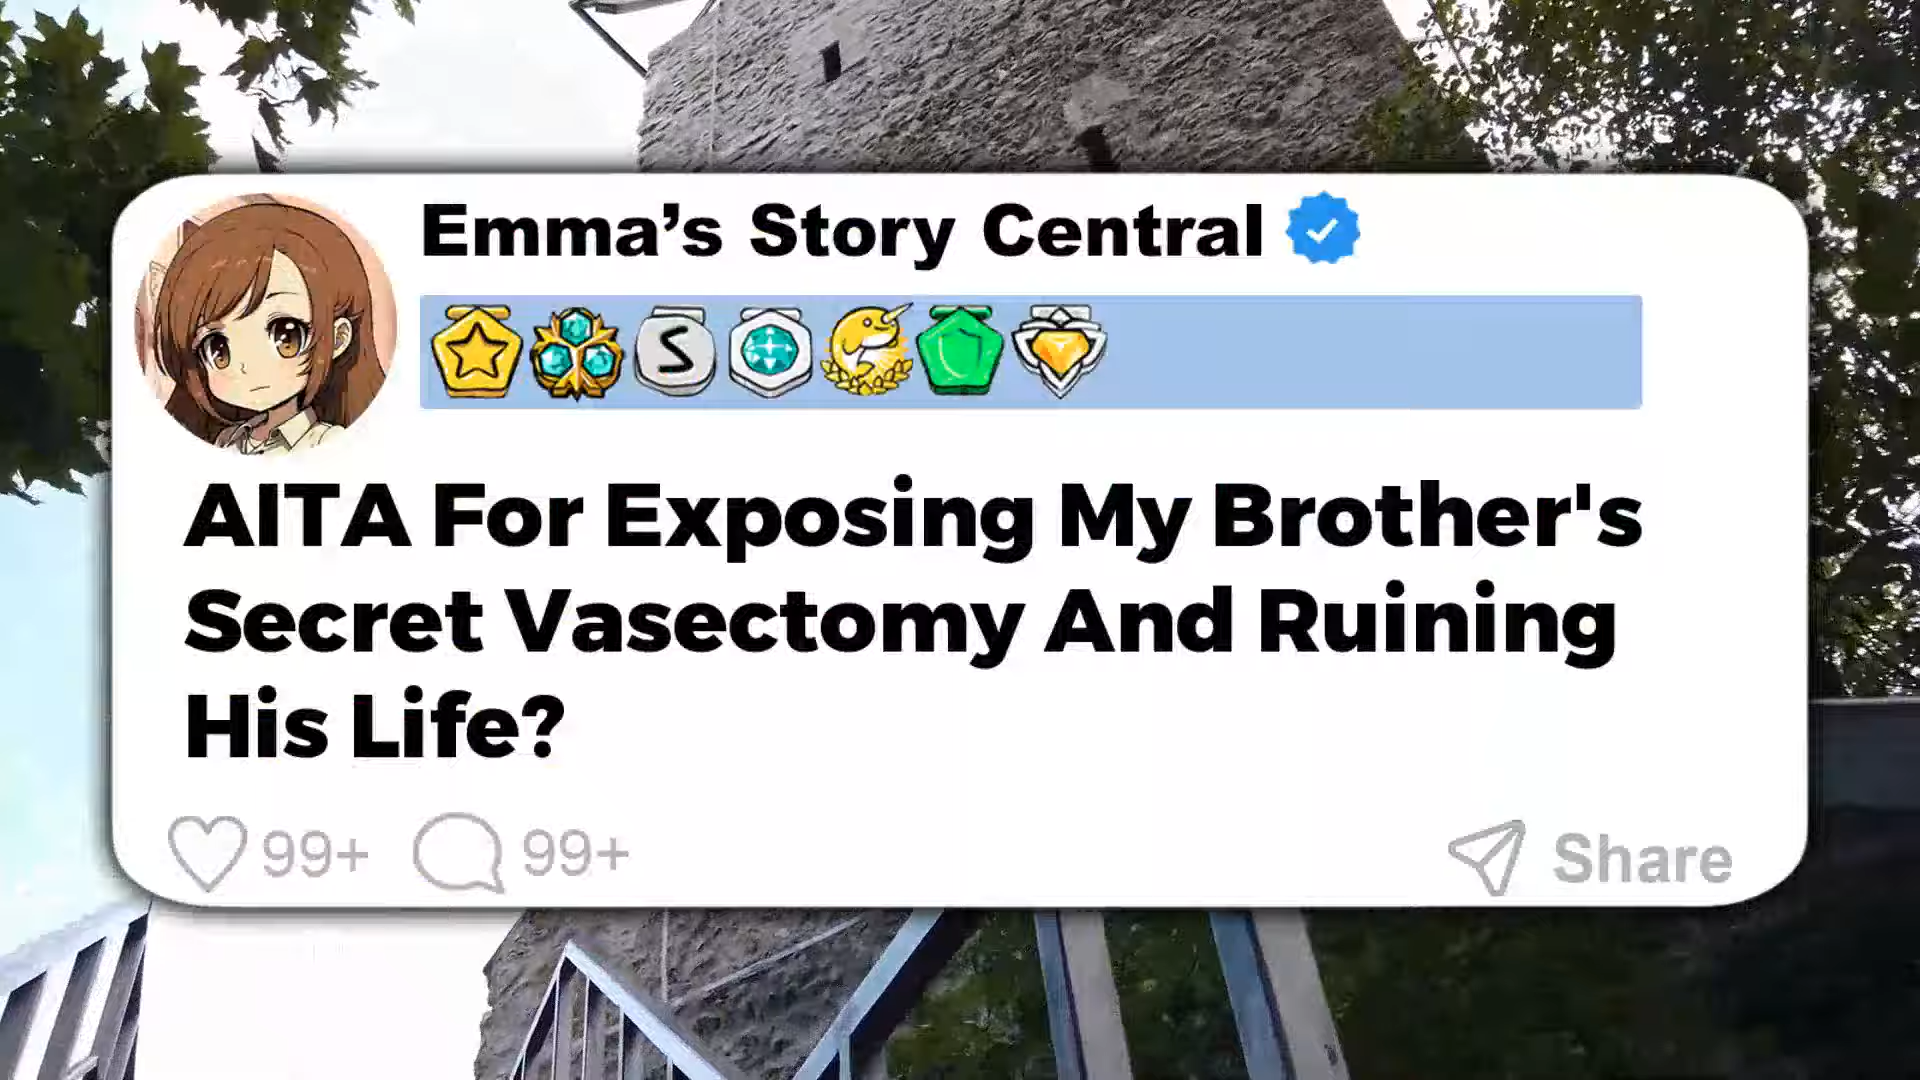 Emma’s Story Central
S
AITA For Exposing My Brother's
Secret Vasectomy And Ruining
His Life?
99+ 99+ Share